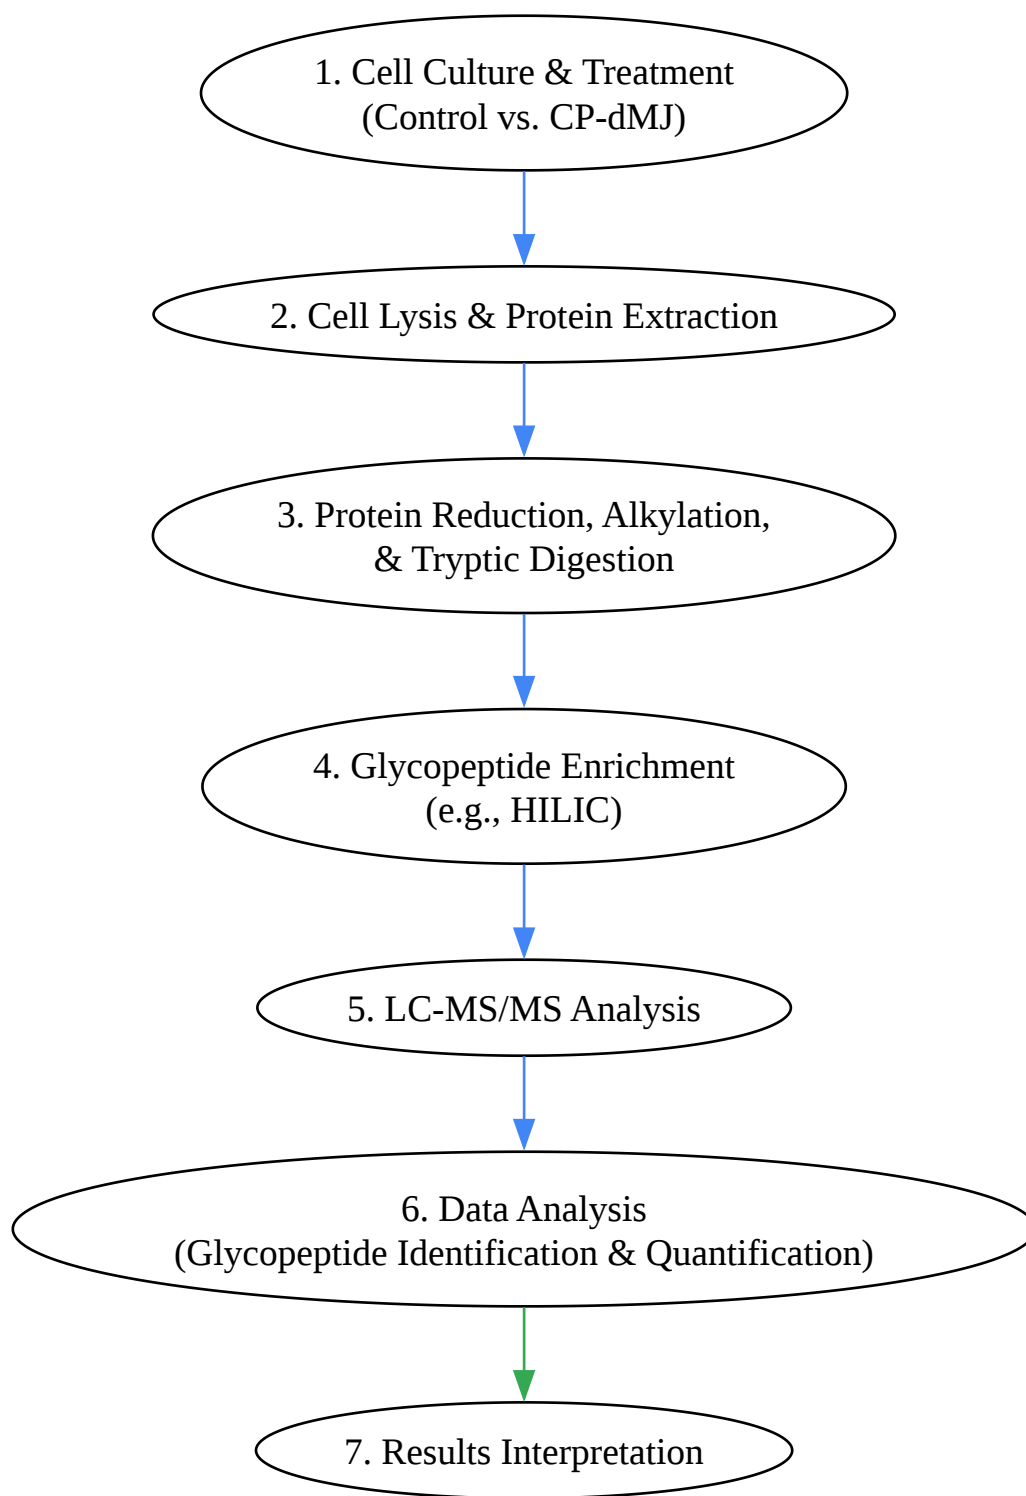 1. Cell Culture & Treatment
(Control vs. CP-dMJ)
2. Cell Lysis & Protein Extraction
3. Protein Reduction, Alkylation,
& Tryptic Digestion
4. Glycopeptide Enrichment
(e.g., HILIC)
5. LC-MS/MS Analysis
6. Data Analysis
(Glycopeptide Identification & Quantification)
7. Results Interpretation